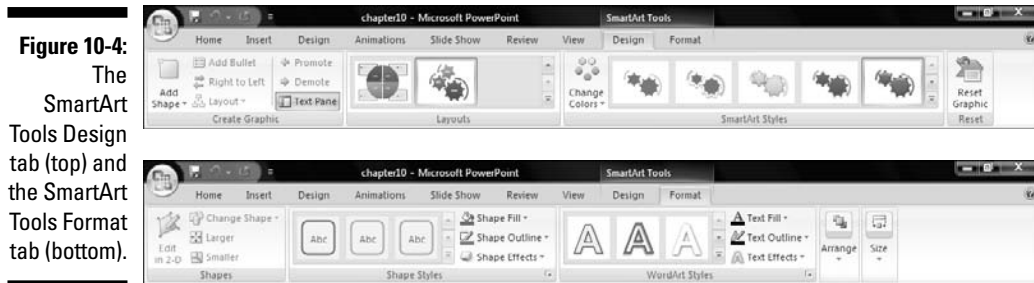 Figure 10-4:
The
SmartArt
Tools Design
tab (top) and
the SmartArt
Tools Format
tab (bottom).
chapter10 - Microsoft PowerPoint
SmartArt Tools
Home Insert Design Animations Slide Show Review View Design Format
Add Shape
Add Bullet
Right to Left
Layout
Promote
Demote
Text Pane
Create Graphic
Layouts
Change Colors
SmartArt Styles
Reset Graphic
Reset
chapter10 - Microsoft PowerPoint
SmartArt Tools
Home Insert Design Animations Slide Show Review View Design Format
Edit in 2-D
Change Shape
Larger
Smaller
Shapes
Abc Abc Abc
Shape Fill
Shape Outline
Shape Effects
Shape Styles
A A A
Text Fill
Text Outline
Text Effects
WordArt Styles
Arrange
Size